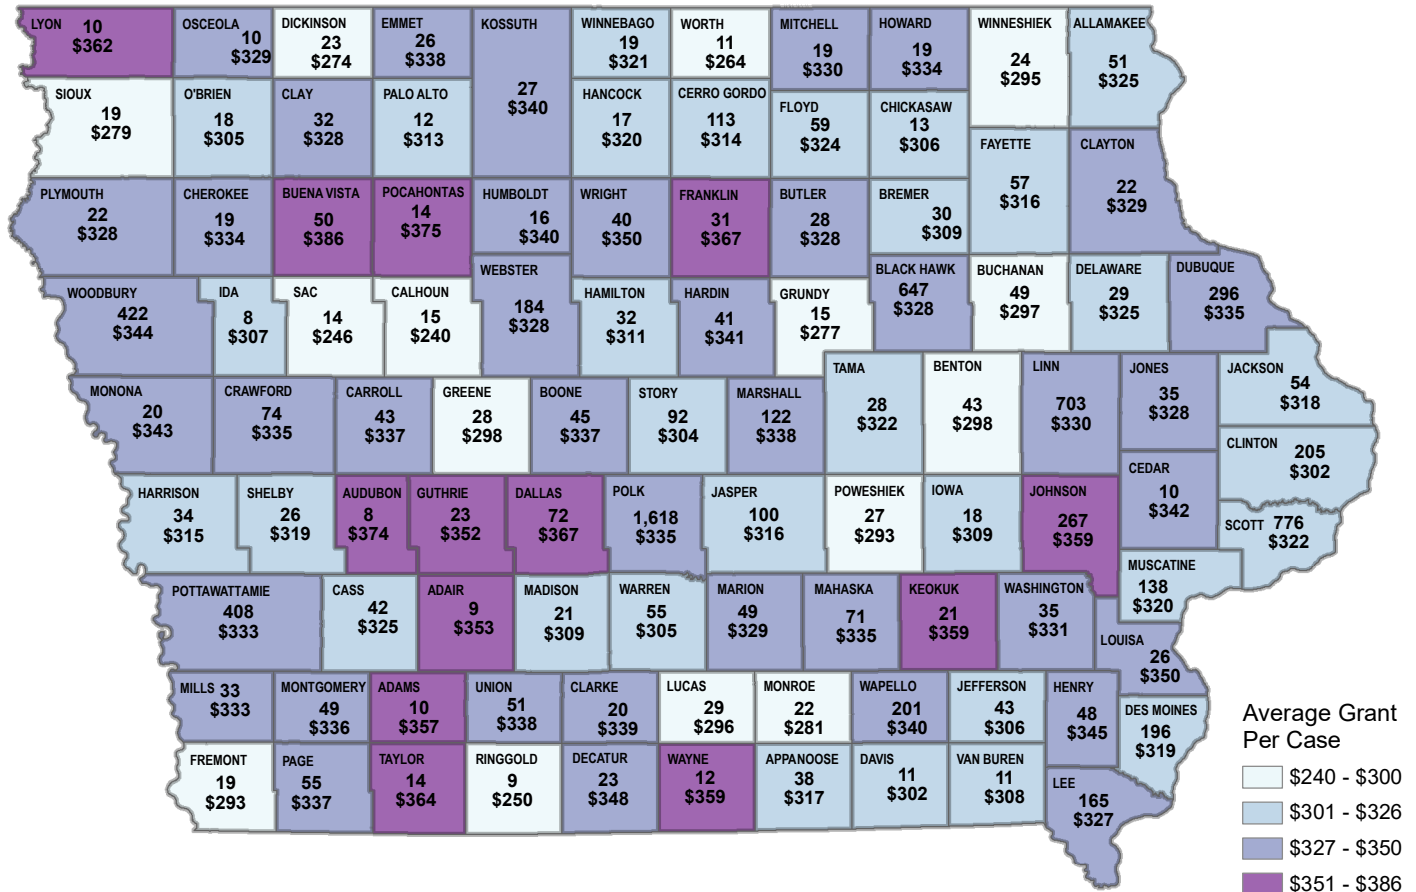 LYON
10
$362
OSCEOLA
10
$329
DICKINSON
23
$274
EMMET
26
$338
KOSSUTH
27
$340
WINNEBAGO
19
$321
WORTH
11
$264
MITCHELL
19
$330
HOWARD
19
$334
WINNESHIEK
24
$295
ALLAMAKEE
51
$325
SIOUX
19
$279
O'BRIEN
18
$305
CLAY
32
$328
PALO ALTO
12
$313
HANCOCK
17
$320
CERRO GORDO
113
$314
FLOYD
59
$324
CHICKASAW
13
$306
FAYETTE
57
$316
CLAYTON
22
$329
PLYMOUTH
22
$328
CHEROKEE
19
$334
BUENA VISTA
50
$386
POCAHONTAS
14
$375
HUMBOLDT
16
$340
WRIGHT
40
$350
FRANKLIN
31
$367
BUTLER
28
$328
BREMER
30
$309
WOODBURY
422
$344
IDA
8
$307
SAC
14
$246
CALHOUN
15
$240
WEBSTER
184
$328
HAMILTON
32
$311
HARDIN
41
$341
GRUNDY
15
$277
BLACK HAWK
647
$328
BUCHANAN
49
$297
DELAWARE
29
$325
DUBUQUE
296
$335
MONONA
20
$343
CRAWFORD
74
$335
CARROLL
43
$337
GREENE
28
$298
BOONE
45
$337
STORY
92
$304
MARSHALL
122
$338
TAMA
28
$322
BENTON
43
$298
LINN
703
$330
JONES
35
$328
JACKSON
54
$318
CLINTON
205
$302
CEDAR
10
$342
HARRISON
34
$315
SHELBY
26
$319
AUDUBON
8
$374
GUTHRIE
23
$352
DALLAS
72
$367
POLK
1,618
$335
JASPER
100
$316
POWESHIEK
27
$293
IOWA
18
$309
JOHNSON
267
$359
SCOTT
776
$322
MUSCATINE
138
$320
POTTAWATTAMIE
408
$333
CASS
42
$325
ADAIR
9
$353
MADISON
21
$309
WARREN
55
$305
MARION
49
$329
MAHASKA
71
$335
KEOKUK
21
$359
WASHINGTON
35
$331
LOUISA
26
$350
MILLS
33
$333
MONTGOMERY
49
$336
ADAMS
10
$357
UNION
51
$338
CLARKE
20
$339
LUCAS
29
$296
MONROE
22
$281
WAPELLO
201
$340
JEFFERSON
43
$306
HENRY
48
$345
DES MOINES
196
$319
FREMONT
19
$293
PAGE
55
$337
TAYLOR
14
$364
RINGGOLD
9
$250
DECATUR
23
$348
WAYNE
12
$359
APPANOOSE
38
$317
DAVIS
11
$302
VAN BUREN
11
$308
LEE
165
$327
Average Grant
Per Case
$240 - $300
$301 - $326
$327 - $350
$351 - $386